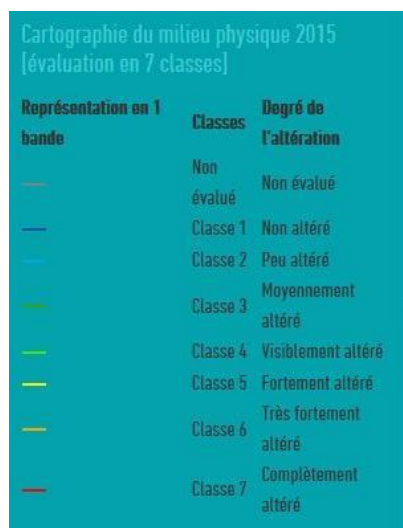 Cartographie du milieu physique 2015
[évaluation en 7 classes]
Représentation en 1
bande
Classes
Degré de
l'altération
Non
évalué
Non évalué
Classe 1 Non altéré
Classe 2 Peu altéré
Classe 3
Moyennement
altéré
Classe 4 Visiblement altéré
Classe 5 Fortement altéré
Classe 6
Très fortement
altéré
Classe 7
Complètement
altéré